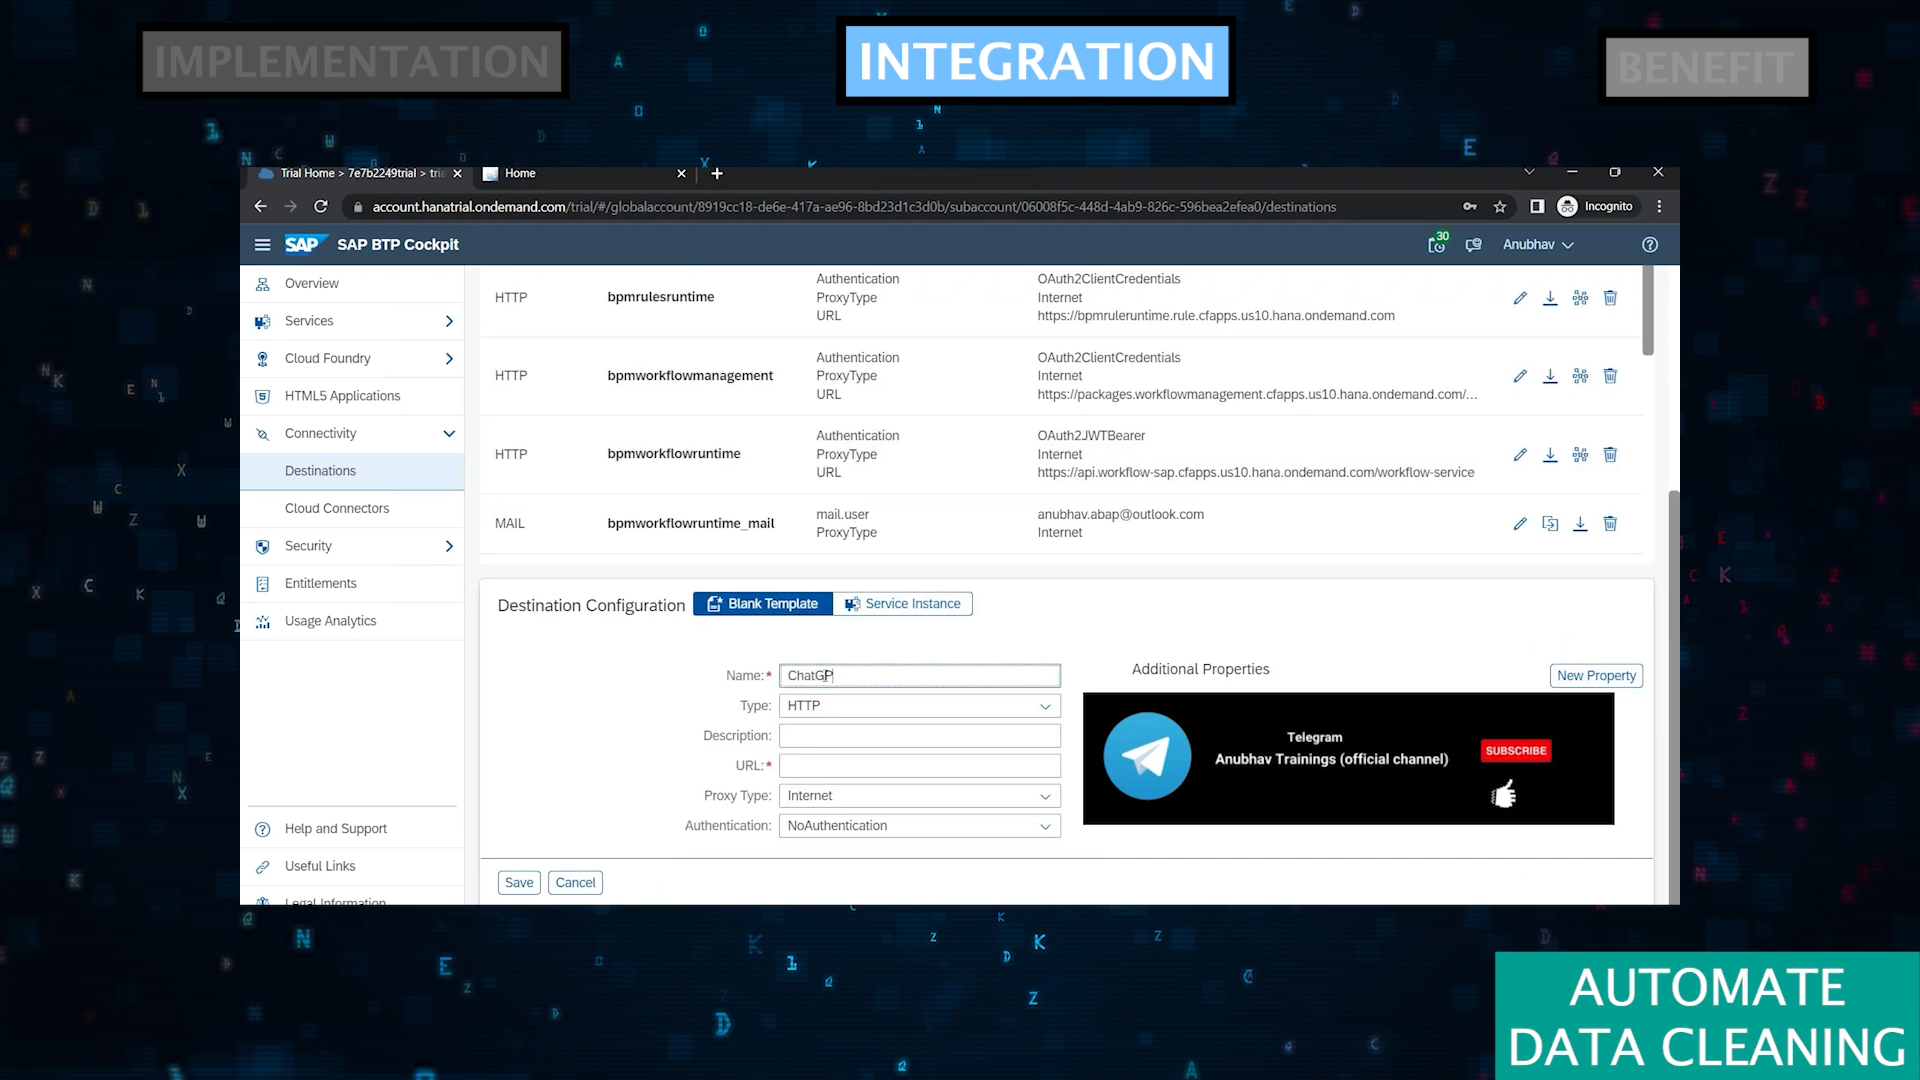 IMPLEMENTATION
INTEGRATION
BENEFIT
Trial Home > 7e7b2249trial > tria
Home
account.hanatrial.ondemand.com/trial/#/globalaccount/8919cc18-de6e-417a-ae96-8bd23d1c3d0b/subaccount/06008f5c-448d-4ab9-826c-596bea2efea0/destinations
Incognito
SAP
SAP BTP Cockpit
30
Anubhav
Overview
Services
Cloud Foundry
HTML5 Applications
Connectivity
Destinations
Cloud Connectors
Security
Entitlements
Usage Analytics
Help and Support
Useful Links
Legal Information
HTTP
bpmrulesruntime
Authentication
OAuth2ClientCredentials
ProxyType
Internet
URL
https://bpmruleruntime.rule.cfapps.us10.hana.ondemand.com
HTTP
bpmworkflowmanagement
Authentication
OAuth2ClientCredentials
ProxyType
Internet
URL
https://packages.workflowmanagement.cfapps.us10.hana.ondemand.com/...
HTTP
bpmworkflowruntime
Authentication
OAuth2JWTBearer
ProxyType
Internet
URL
https://api.workflow-sap.cfapps.us10.hana.ondemand.com/workflow-service
MAIL
bpmworkflowruntime_mail
mail.user
anubhav.abap@outlook.com
ProxyType
Internet
Destination Configuration
Blank Template
Service Instance
Name:* ChatGP
Type: HTTP
Description:
URL:*
Proxy Type: Internet
Authentication: NoAuthentication
Additional Properties
New Property
Telegram
Anubhav Trainings (official channel)
SUBSCRIBE
Save
Cancel
AUTOMATE
DATA CLEANING